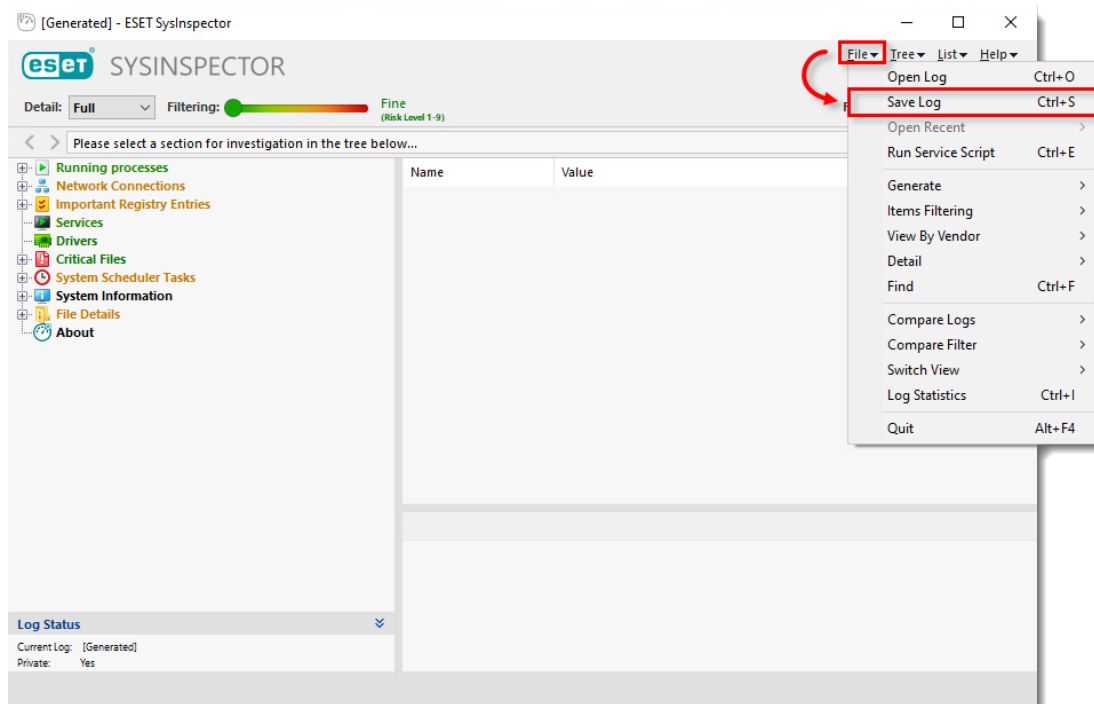 [Generated] - ESET SysInspector
eseT® SYSINSPECTOR
File Tree List Help
Detail: Full Filtering: Fine
(Risk Level 1-9)
Please select a section for investigation in the tree below...
Running processes
Network Connections
Important Registry Entries
Services
Drivers
Critical Files
System Scheduler Tasks
System Information
File Details
About
Name Value
Open Log Ctrl+O
Save Log Ctrl+S
Open Recent
Run Service Script Ctrl+E
Generate
Items Filtering
View By Vendor
Detail
Find Ctrl+F
Compare Logs
Compare Filter
Switch View
Log Statistics Ctrl+I
Quit Alt+F4
Log Status
Current Log: [Generated]
Private: Yes